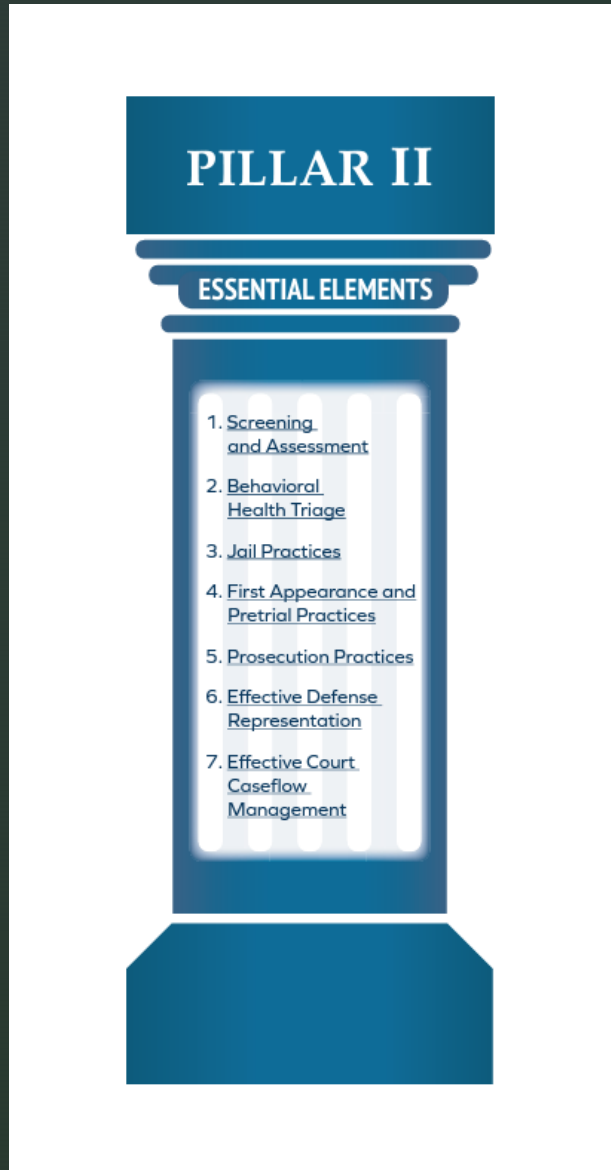 PILLAR II
ESSENTIAL ELEMENTS
1. Screening
and Assessment
2. Behavioral
Health Triage
3. Jail Practices
4. First Appearance and
Pretrial Practices
5. Prosecution Practices
6. Effective Defense
Representation
7. Effective Court
Caseflow
Management